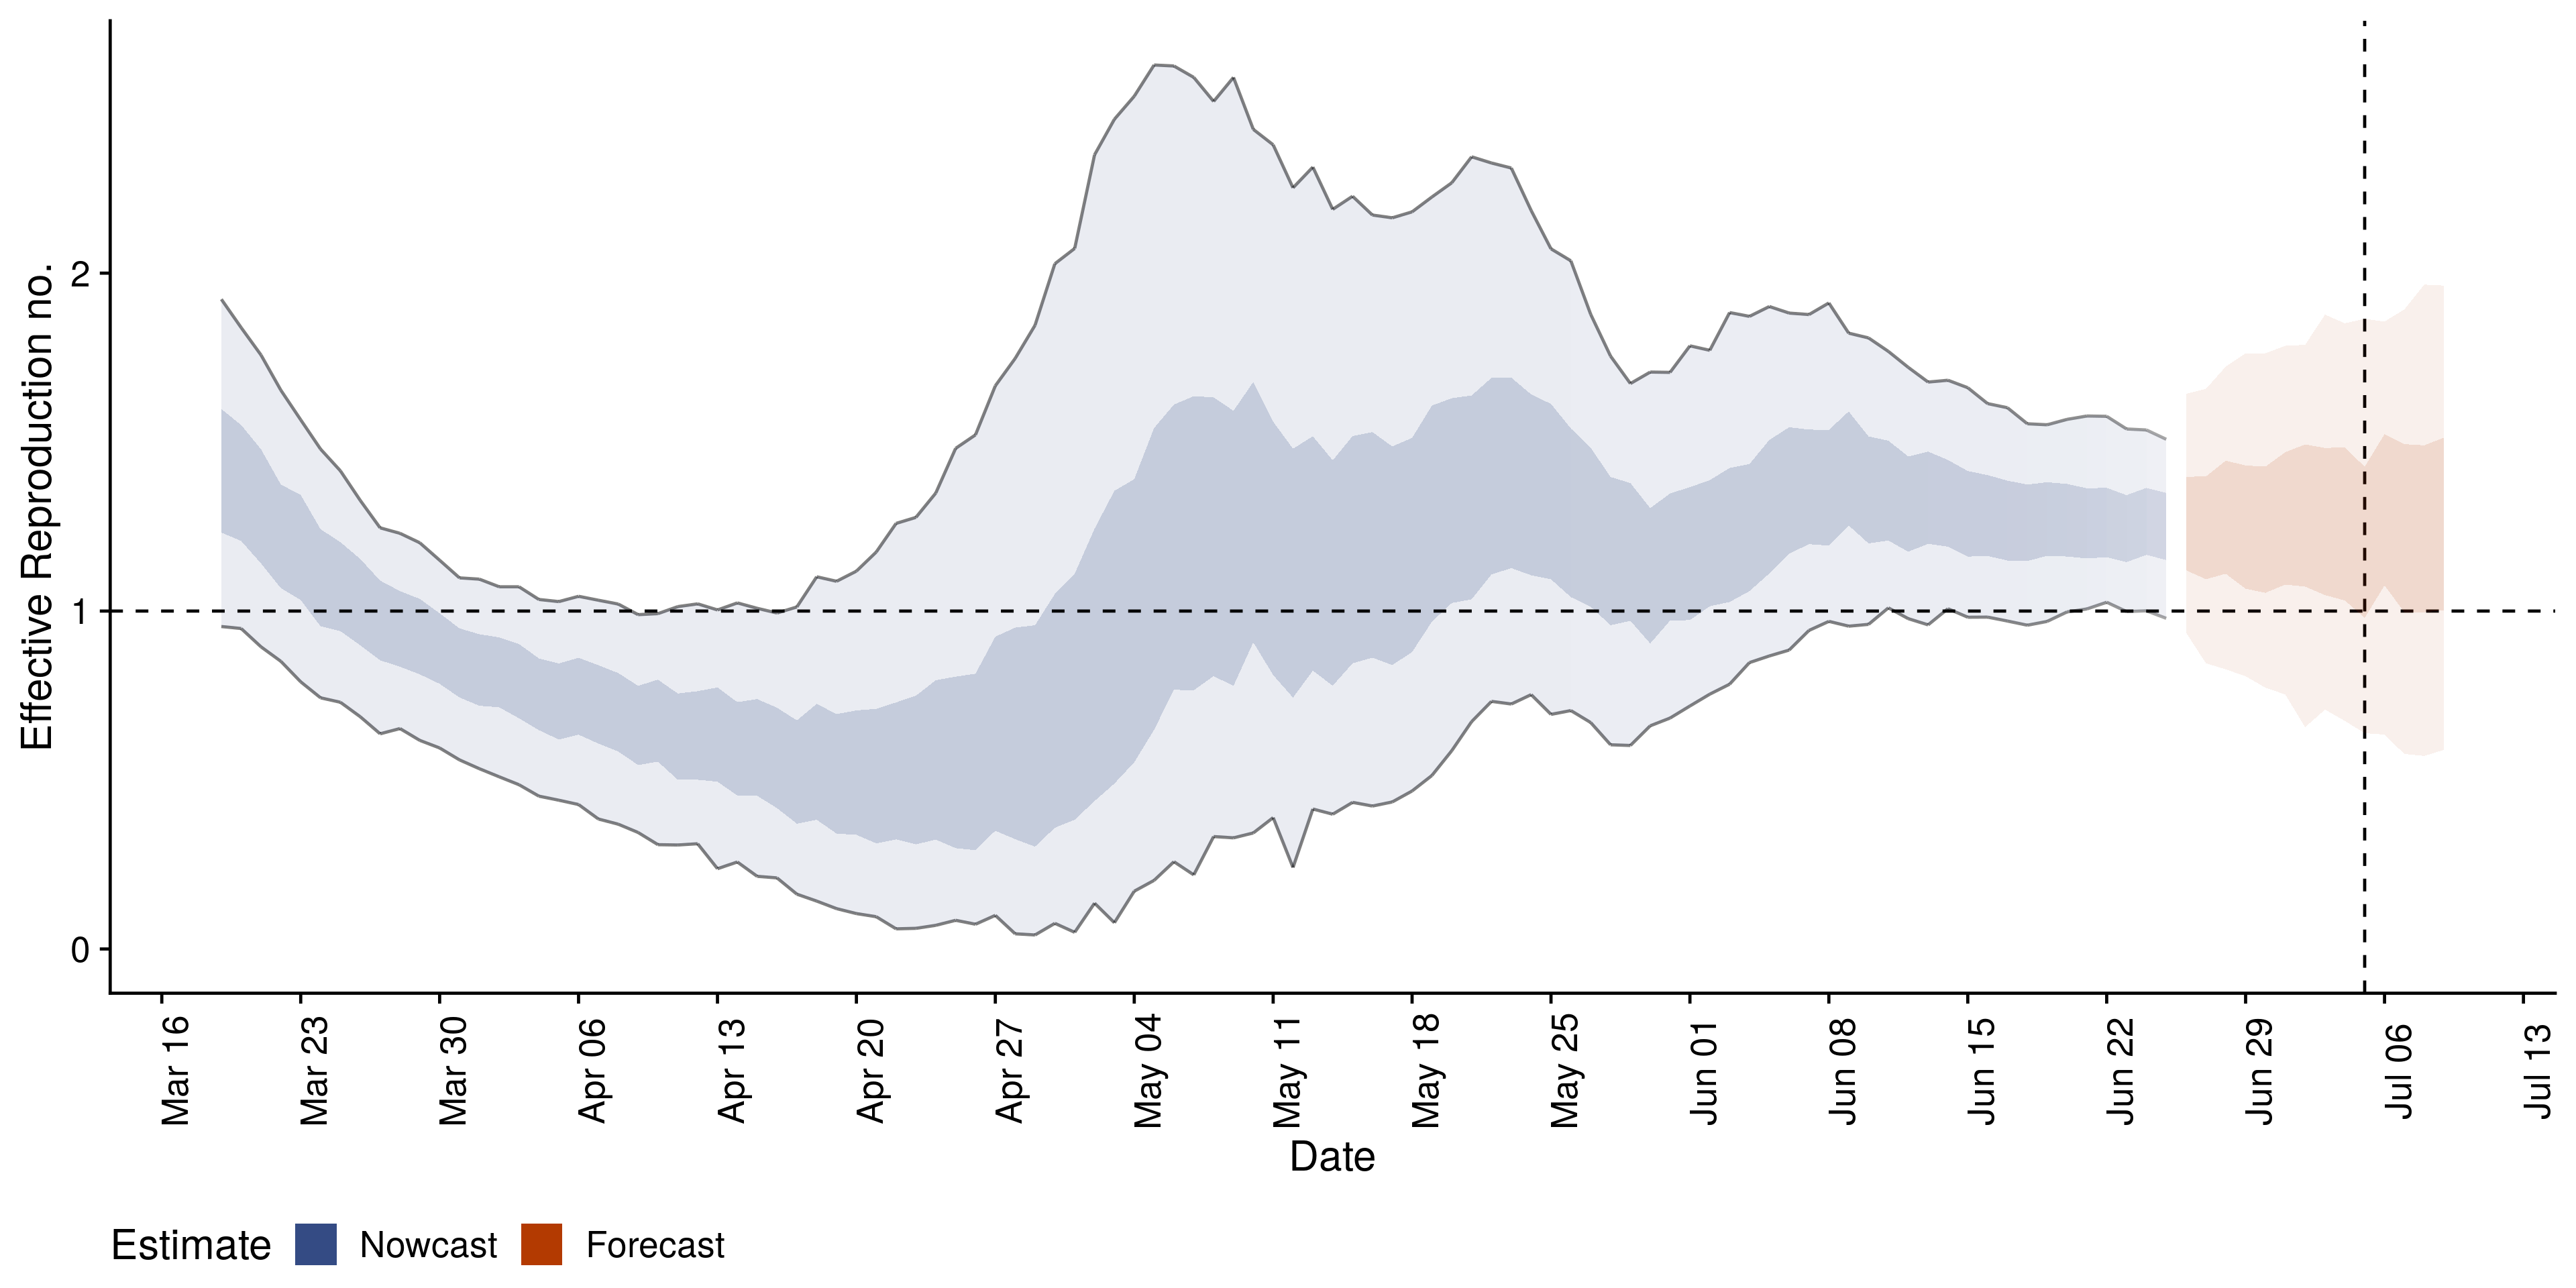 Effective Reproduction no.
2
1
0
Mar 16
Mar 23
Mar 30
Apr 06
Apr 13
Apr 20
Apr 27
May 04
May 11
May 18
May 25
Jun 01
Jun 08
Jun 15
Jun 22
Jun 29
Jul 06
Jul 13
Date
Estimate Nowcast Forecast